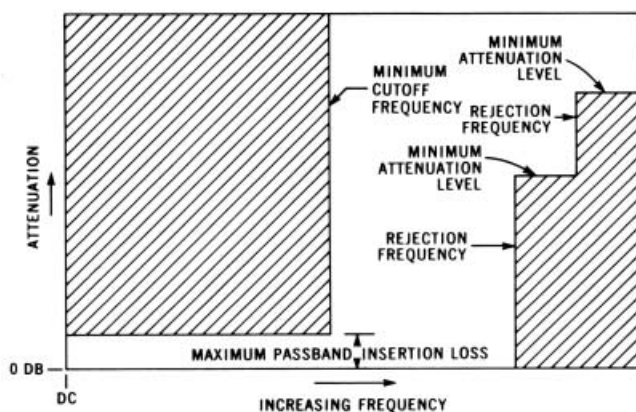 MINIMUM
ATTENUATION
LEVEL
MINIMUM
CUTOFF
FREQUENCY
REJECTION
FREQUENCY
MINIMUM
ATTENUATION
LEVEL
ATTENUATION
REJECTION
FREQUENCY
MAXIMUM PASSBAND INSERTION LOSS
0 DB
DC
INCREASING FREQUENCY